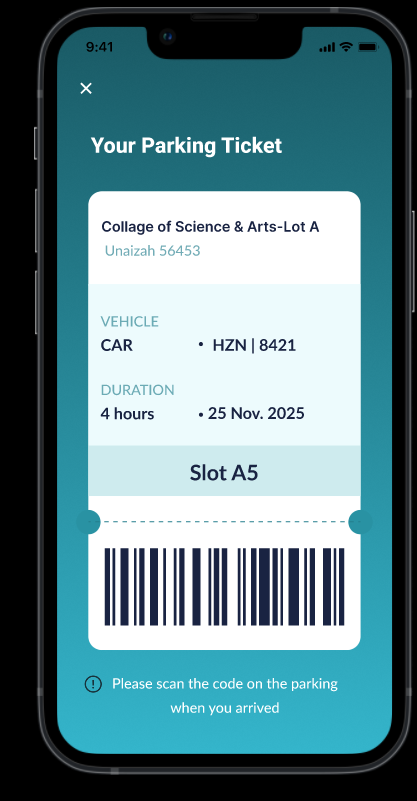 9:41
Your Parking Ticket
Collage of Science & Arts-Lot A
Unaizah 56453
VEHICLE
CAR • HZN | 8421
DURATION
4 hours • 25 Nov. 2025
Slot A5
Please scan the code on the parking
when you arrived